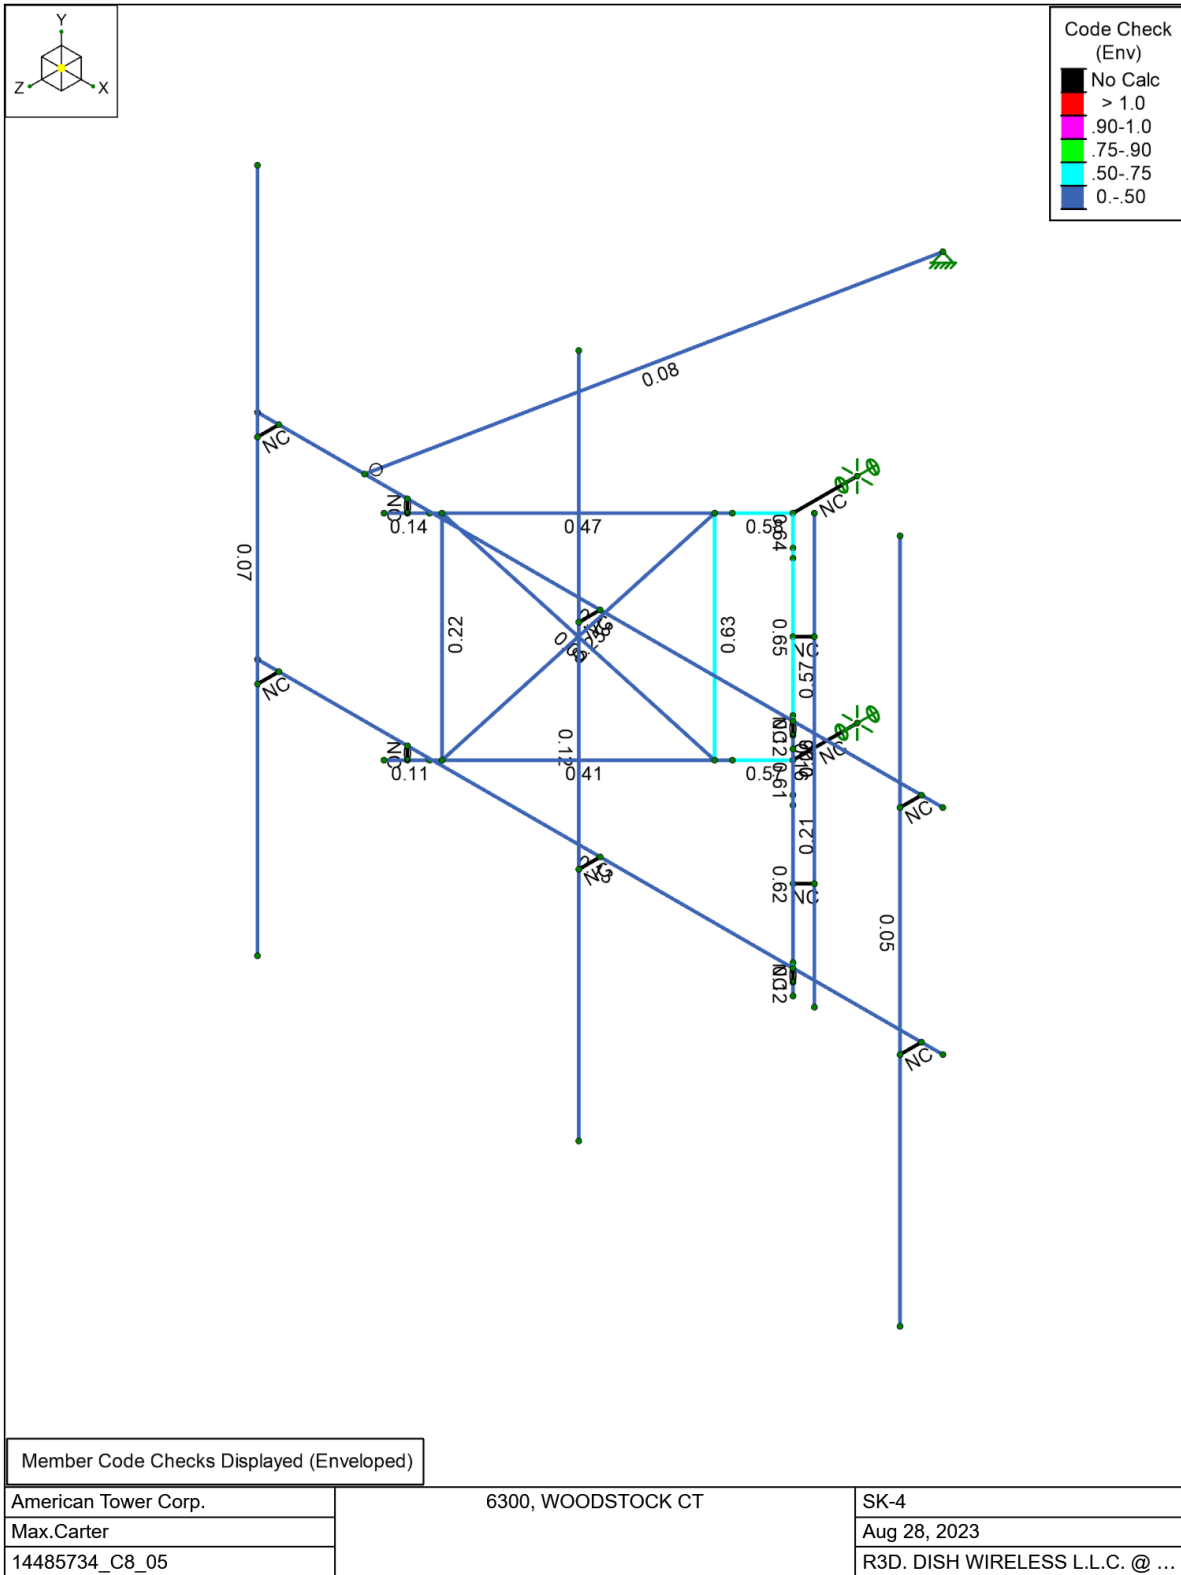 Y
Z
X
Code Check
(Env)
No Calc
> 1.0
.90-1.0
.75-.90
.50-.75
0.-.50
0.08
NC
NC
NC
0.14
0.47
0.64
0.07
0.22
0.63
0.65
NC
0.57
NC
NC
NC
0.11
0.12
0.41
0.57
0.61
NC
0.21
0.62
NC
NC
0.05
NC
Member Code Checks Displayed (Enveloped)
American Tower Corp.
6300, WOODSTOCK CT
SK-4
Max.Carter
Aug 28, 2023
14485734_C8_05
R3D. DISH WIRELESS L.L.C. @ ...